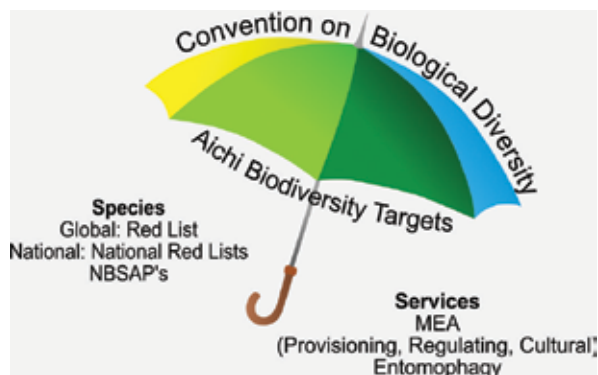 Convention on Biological Diversity
Aichi Biodiversity Targets
Species
Global: Red List
National: National Red Lists
NBSAP's
Services
MEA
(Provisioning, Regulating, Cultural)
Entomophagy